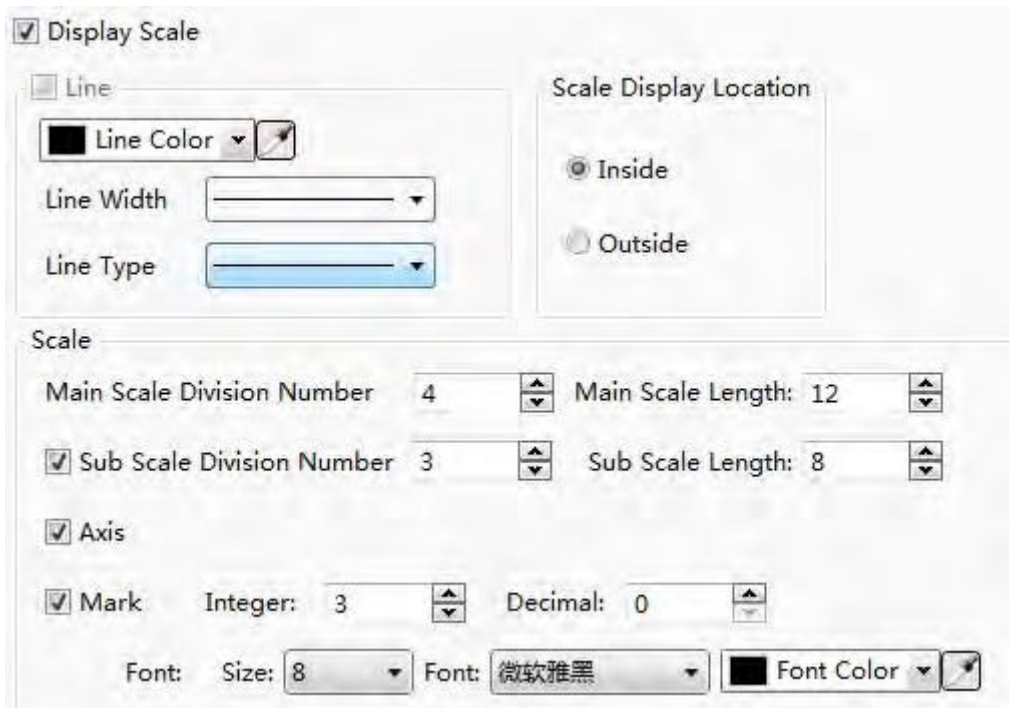 Display Scale
Line
Scale Display Location
Line Color
Inside
Line Width
Outside
Line Type
Scale
Main Scale Division Number 4 Main Scale Length: 12
Sub Scale Division Number 3 Sub Scale Length: 8
Axis
Mark Integer: 3 Decimal: 0
Font: Size: 8 Font: 微软雅黑 Font Color